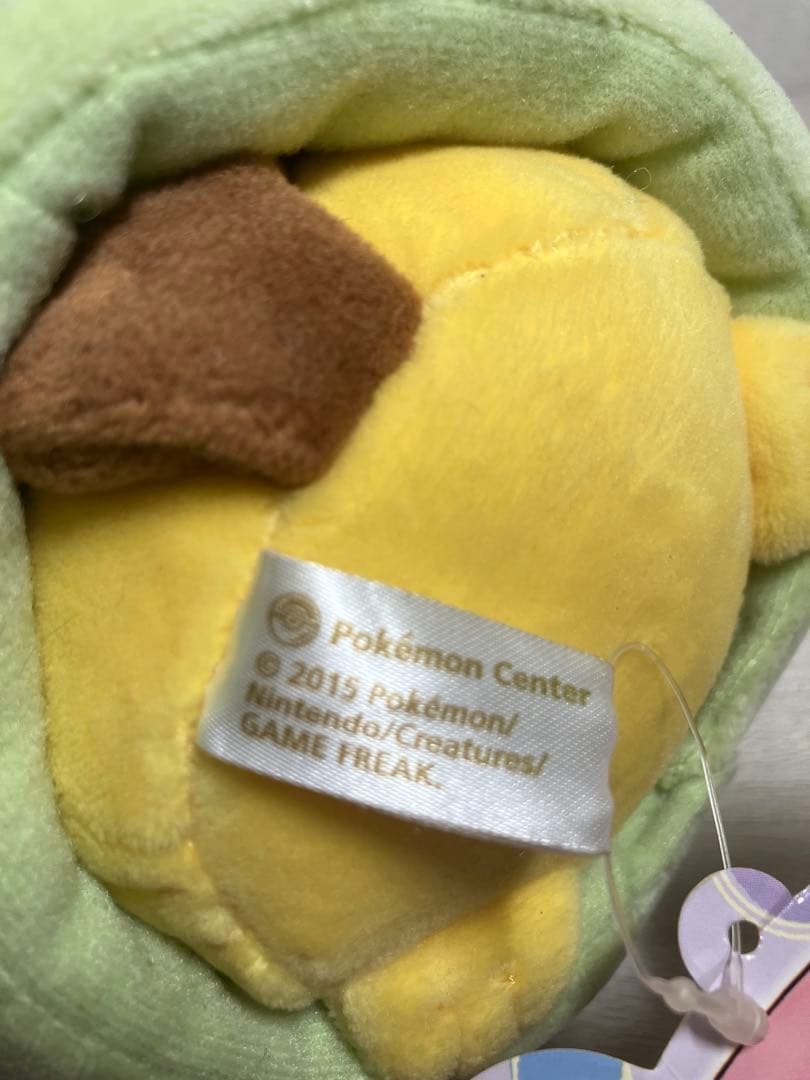 Pokémon Center
© 2015 Pokémon/
Nintendo/Creatures/
GAME FREAK.